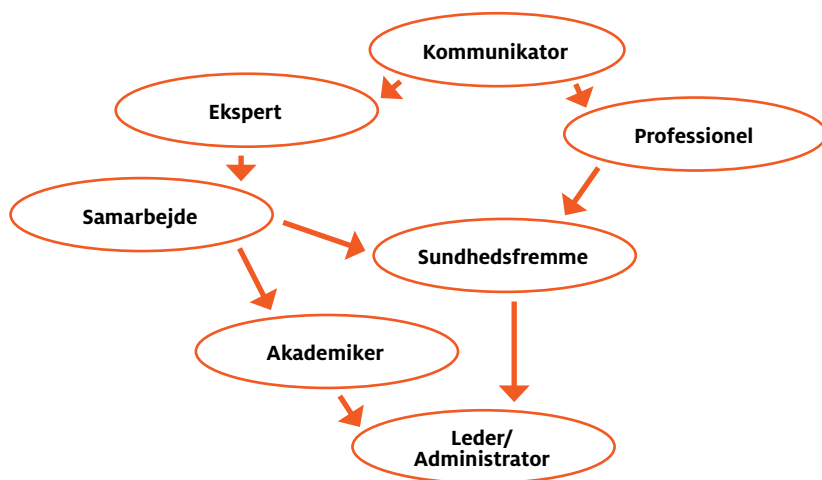 Kommunikator
Ekspert
Professionel
Samarbejde
Sundhedsfremme
Akademiker
Leder/
Administrator